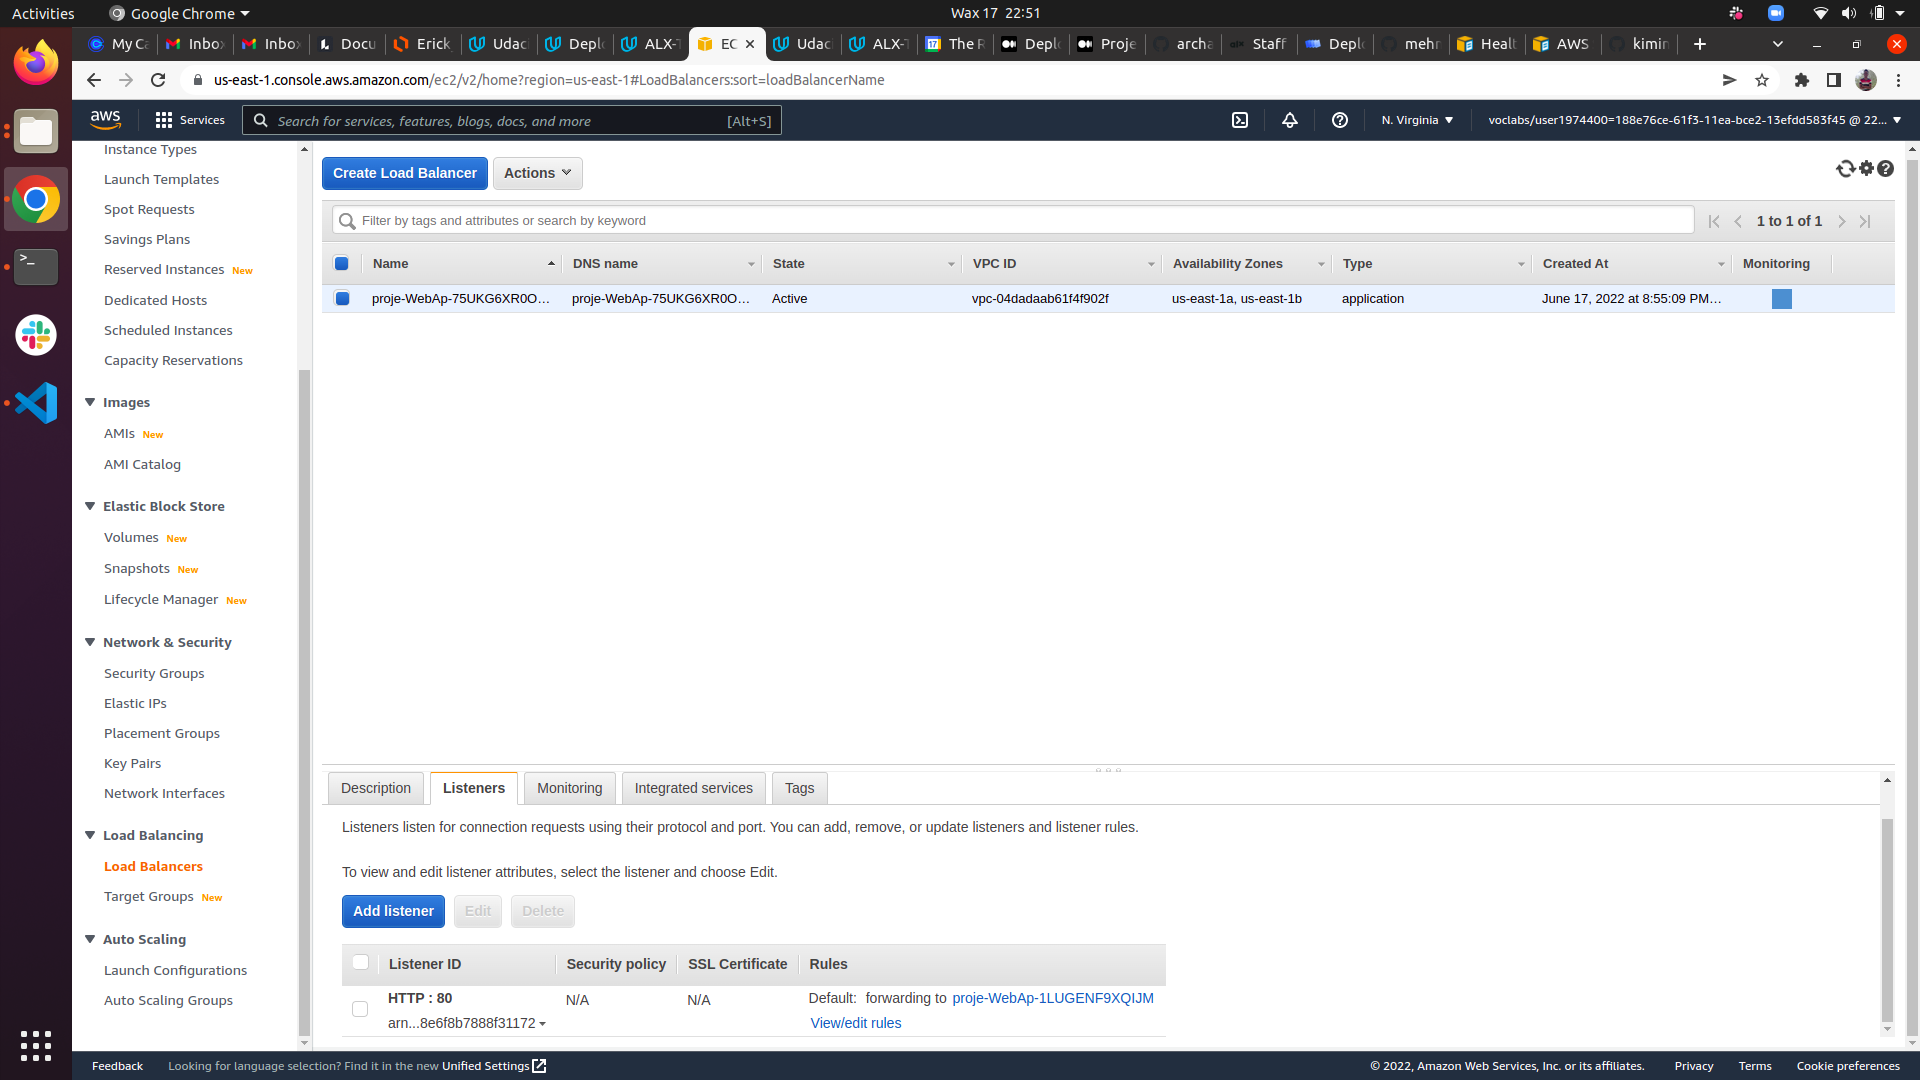 Activities
Google Chrome
Wax 17 22:51
My Ca
Inbox
Inbox
Docu
Erick
Udac
Deplo
ALX-T
EC
Udac
ALX-T
The R
Deplo
Proje
archa
Staff
Deplo
mehr
Healt
AWS
kimin
us-east-1.console.aws.amazon.com/ec2/v2/home?region=us-east-1#LoadBalancers:sort=loadBalancerName
aws
Services
Search for services, features, blogs, docs, and more
[Alt+S]
N. Virginia
voclabs/user1974400=188e76ce-61f3-11ea-bce2-13efdd583f45 @ 22...
Instance Types
Launch Templates
Spot Requests
Savings Plans
Reserved Instances New
Dedicated Hosts
Scheduled Instances
Capacity Reservations
Images
AMIs New
AMI Catalog
Elastic Block Store
Volumes New
Snapshots New
Lifecycle Manager New
Network & Security
Security Groups
Elastic IPs
Placement Groups
Key Pairs
Network Interfaces
Load Balancing
Load Balancers
Target Groups New
Auto Scaling
Launch Configurations
Auto Scaling Groups
Create Load Balancer
Actions
Filter by tags and attributes or search by keyword
1 to 1 of 1
Name
DNS name
State
VPC ID
Availability Zones
Type
Created At
Monitoring
proje-WebAp-75UKG6XR0O...
proje-WebAp-75UKG6XR0O...
Active
vpc-04dadaab61f4f902f
us-east-1a, us-east-1b
application
June 17, 2022 at 8:55:09 PM...
Description
Listeners
Monitoring
Integrated services
Tags
Listeners listen for connection requests using their protocol and port. You can add, remove, or update listeners and listener rules.
To view and edit listener attributes, select the listener and choose Edit.
Add listener
Edit
Delete
Listener ID
Security policy
SSL Certificate
Rules
HTTP : 80
arn...8e6f8b7888f31172
N/A
N/A
Default: forwarding to proje-WebAp-1LUGENF9XQIJM
View/edit rules
Feedback
Looking for language selection? Find it in the new Unified Settings
© 2022, Amazon Web Services, Inc. or its affiliates.
Privacy
Terms
Cookie preferences